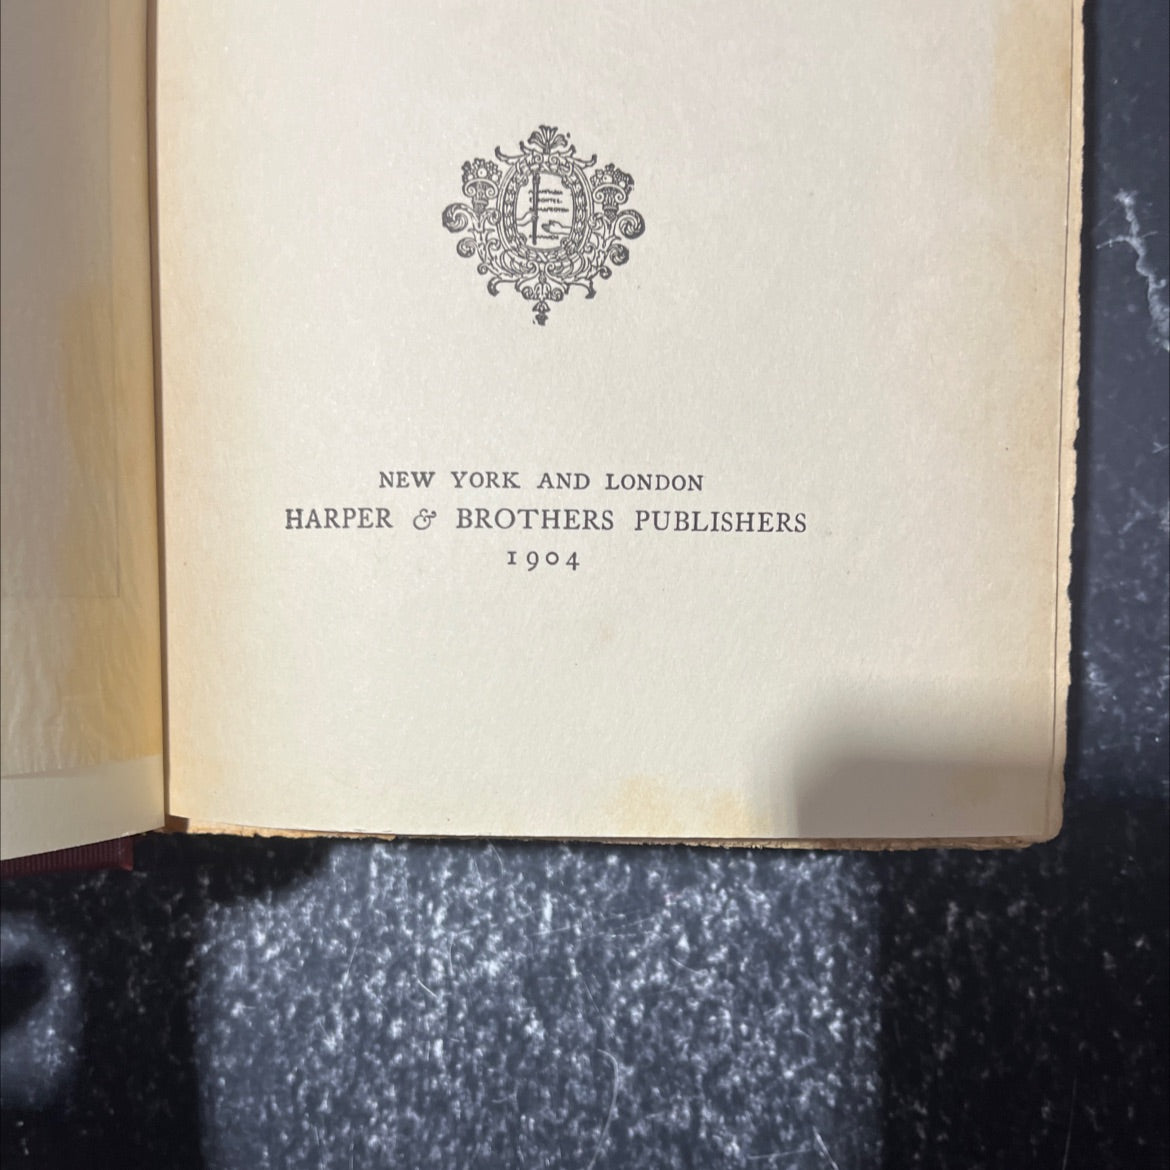 NEW YORK AND LONDON
HARPER & BROTHERS PUBLISHERS
1904